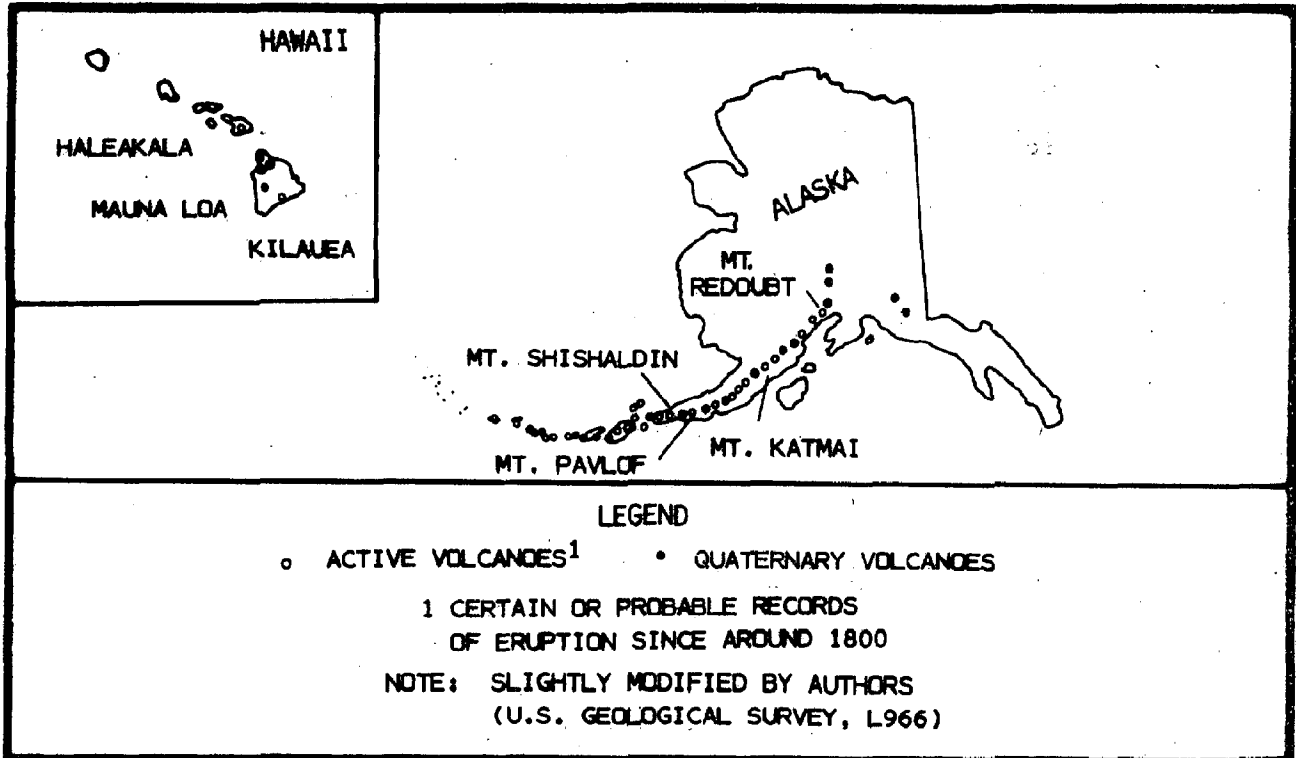 HAWAII
HALEAKALA
MAUNA LOA
KILAUEA
ALASKA
MT.
REDOUBT
MT. SHISHALDIN
MT. PAVLOF
MT. KATMAI
LEGEND
o ACTIVE VOLCANOES1 • QUATERNARY VOLCANOES
1 CERTAIN OR PROBABLE RECORDS
OF ERUPTION SINCE AROUND 1800
NOTE: SLIGHTLY MODIFIED BY AUTHORS
(U.S. GEOLOGICAL SURVEY, L966)